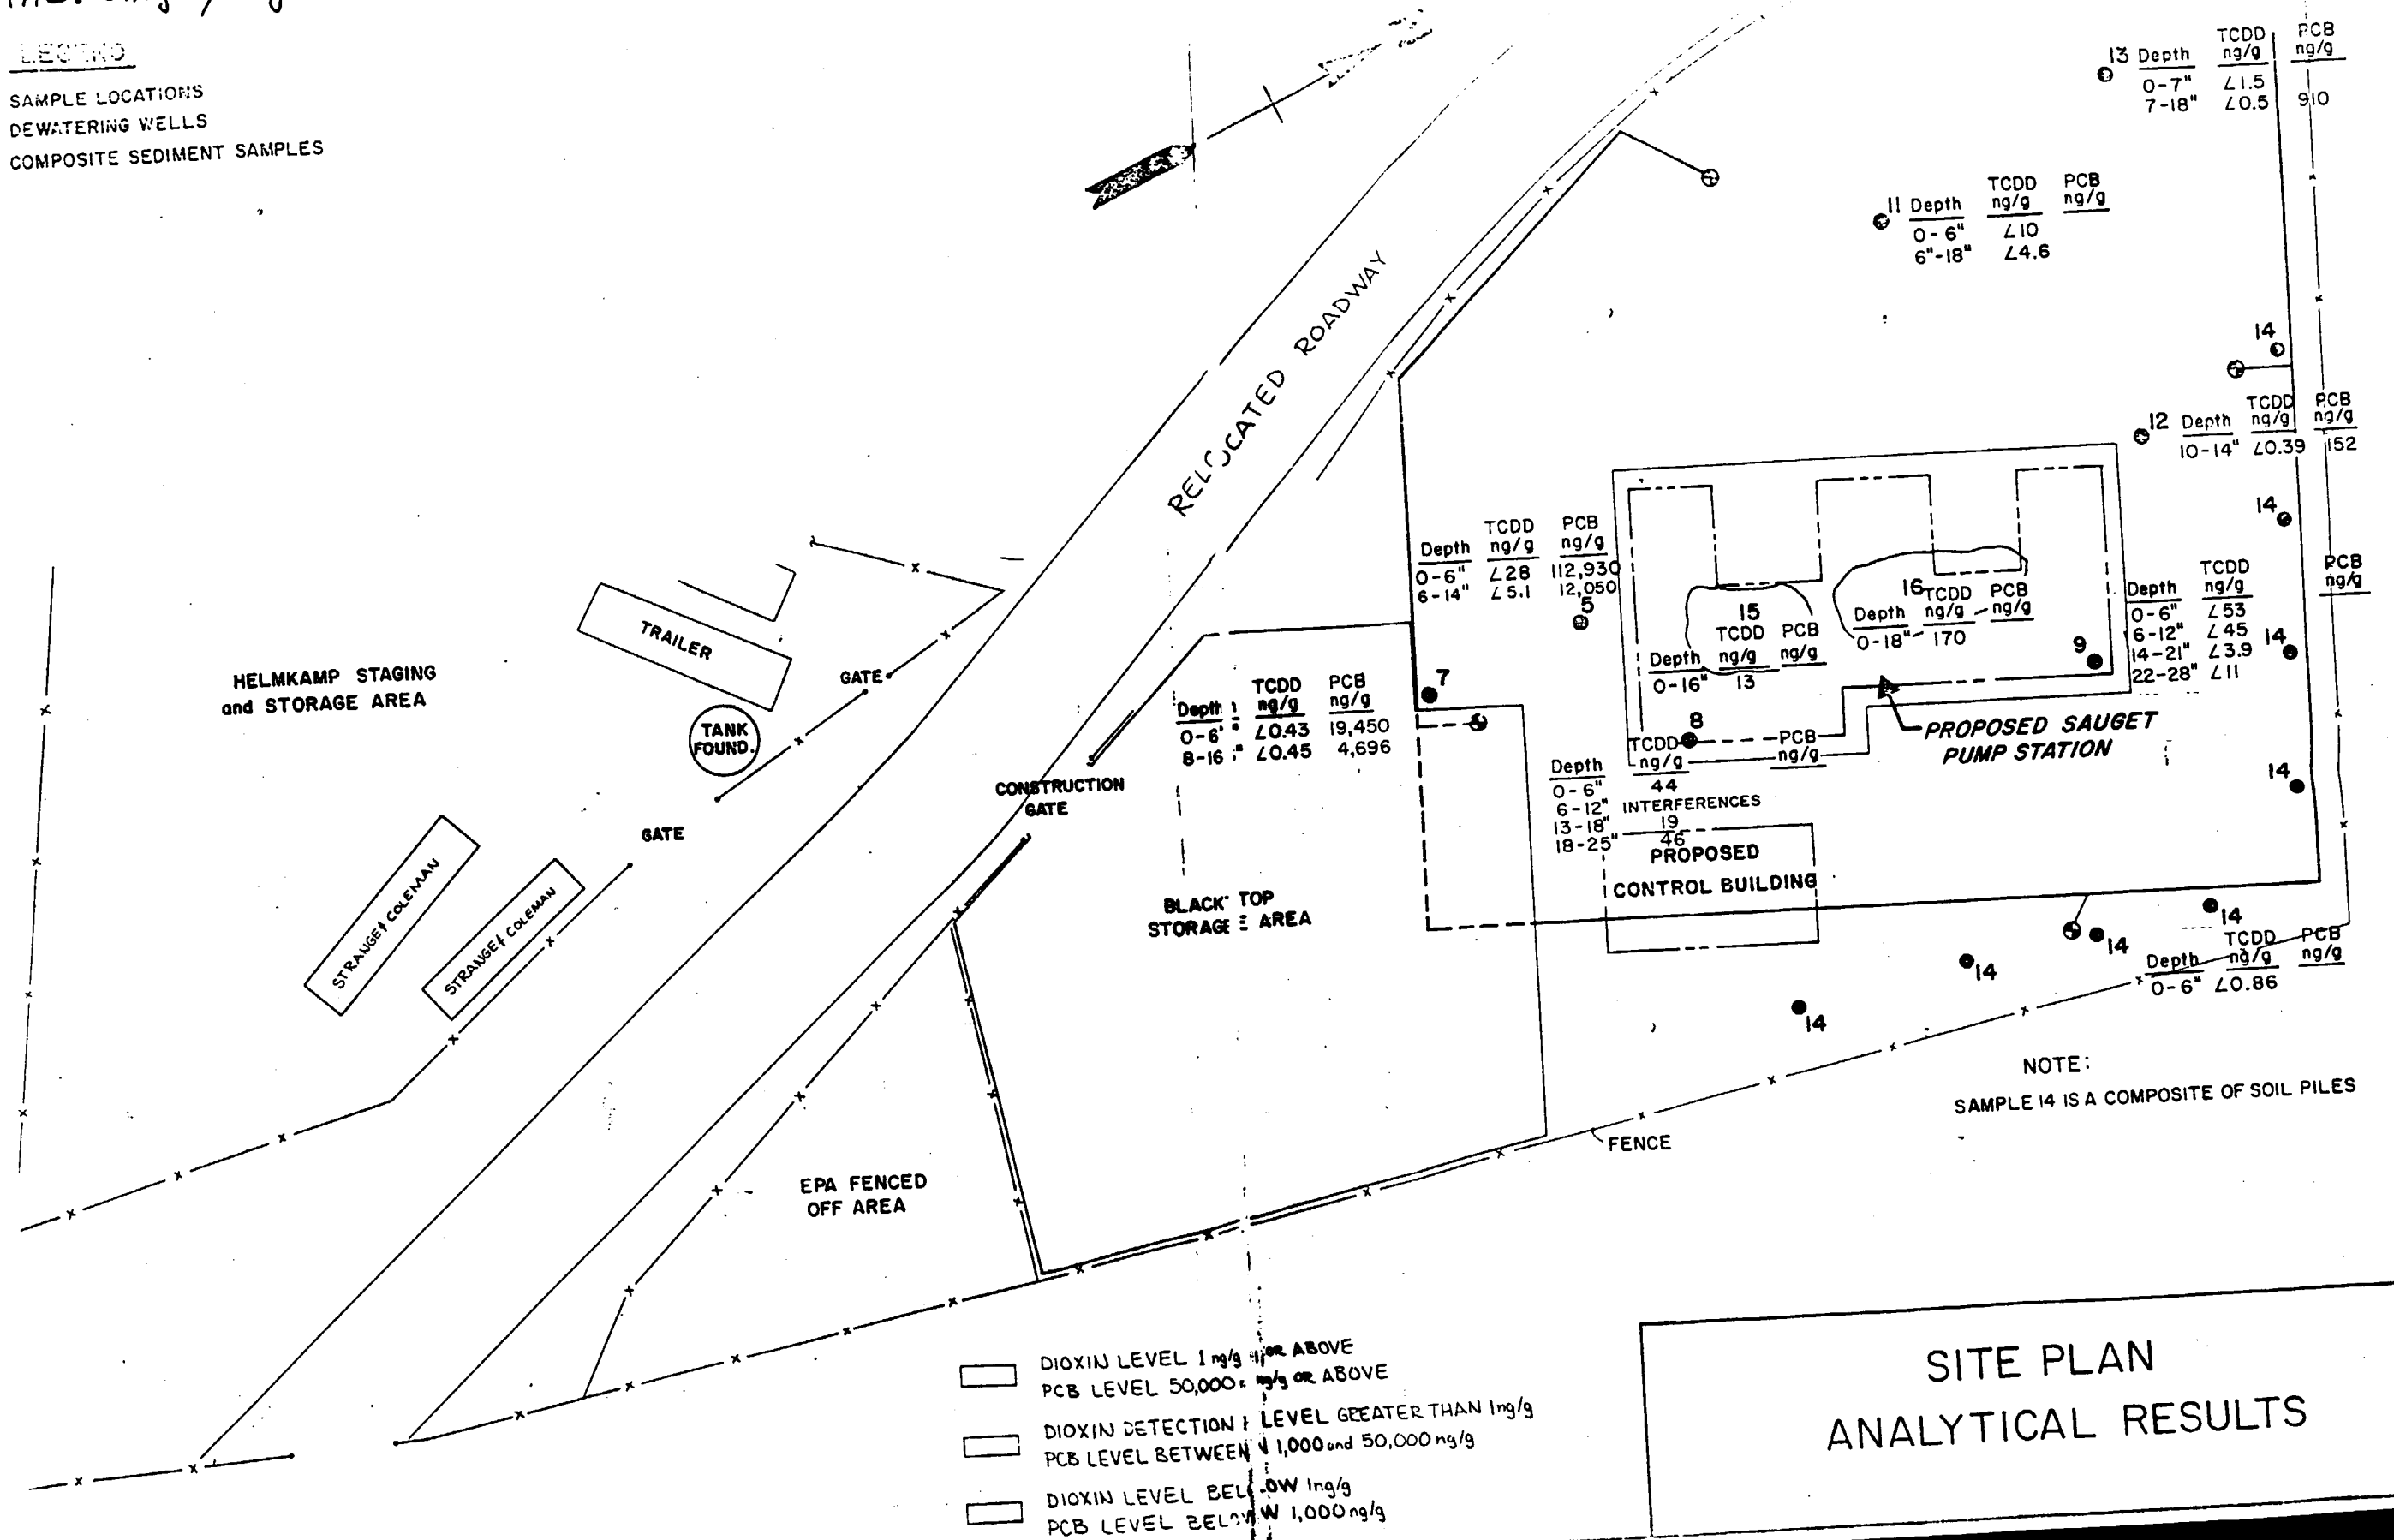 LEGEND
SAMPLE LOCATIONS
DEWATERING WELLS
COMPOSITE SEDIMENT SAMPLES
13 Depth TCDD ng/g PCB ng/g
0-7" ∠1.5
7-18" ∠0.5 910
11 Depth TCDD ng/g PCB ng/g
0-6" ∠10
6"-18" ∠4.6
14
12 Depth TCDD ng/g PCB ng/g
10-14" ∠0.39 152
14
RELOCATED ROADWAY
Depth TCDD ng/g PCB ng/g
0-6" ∠28 112,930
6-14" ∠5.1 12,050
5
15
TCDD PCB
Depth ng/g ng/g
0-16" 13
16
TCDD PCB
Depth ng/g ng/g
0-18" 170
9
Depth TCDD ng/g PCB ng/g
0-6" ∠53
6-12" ∠45
14-21" ∠3.9
22-28" ∠11
14
14
PROPOSED SAUGET
PUMP STATION
TRAILER
HELMKAMP STAGING
and STORAGE AREA
GATE
TANK
FOUND.
7
Depth TCDD ng/g PCB ng/g
0-6" ∠0.43 19,450
8-16" ∠0.45 4,696
8
Depth TCDD ng/g PCB ng/g
0-6" 44
6-12" INTERFERENCES
13-18" 19
18-25" 46
PROPOSED
CONTROL BUILDING
CONSTRUCTION
GATE
GATE
STRANGE & COLEMAN
STRANGE & COLEMAN
BLACK TOP
STORAGE AREA
14
14
14
14
Depth TCDD ng/g PCB ng/g
0-6" ∠0.86
NOTE:
SAMPLE 14 IS A COMPOSITE OF SOIL PILES
FENCE
EPA FENCED
OFF AREA
DIOXIN LEVEL 1 ng/g OR ABOVE
PCB LEVEL 50,000 ng/g OR ABOVE
DIOXIN DETECTION LEVEL GREATER THAN 1ng/g
PCB LEVEL BETWEEN 1,000 and 50,000 ng/g
DIOXIN LEVEL BELOW 1ng/g
PCB LEVEL BELOW 1,000 ng/g
SITE PLAN
ANALYTICAL RESULTS